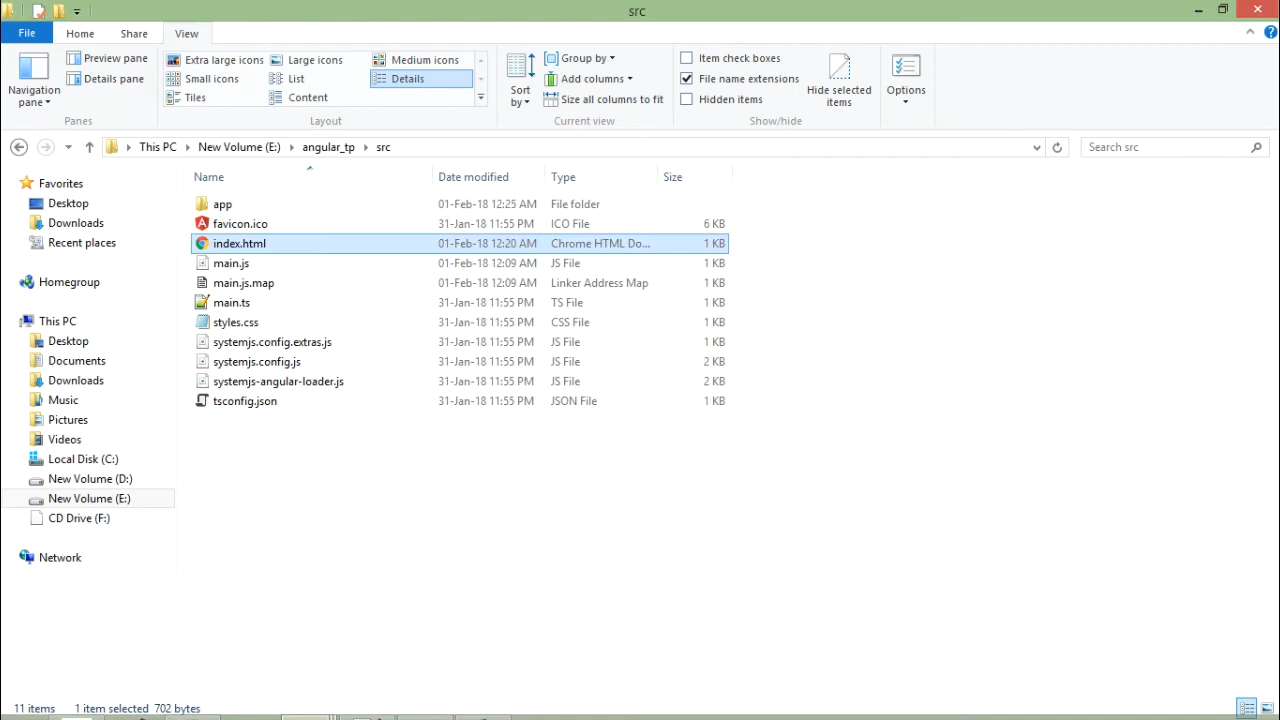 src
File Home Share View
Navigation pane
Preview pane
Details pane
Panes
Extra large icons Large icons Medium icons
Small icons List Details
Tiles Content
Layout
Sort by
Group by
Add columns
Size all columns to fit
Current view
Item check boxes
File name extensions
Hidden items
Hide selected items
Show/hide
Options
This PC New Volume (E:) angular_tp src
Search src
Favorites
Desktop
Downloads
Recent places
Homegroup
This PC
Desktop
Documents
Downloads
Music
Pictures
Videos
Local Disk (C:)
New Volume (D:)
New Volume (E:)
CD Drive (F:)
Network
Name Date modified Type Size
app 01-Feb-18 12:25 AM File folder
favicon.ico 31-Jan-18 11:55 PM ICO File 6 KB
index.html 01-Feb-18 12:20 AM Chrome HTML Do... 1 KB
main.js 01-Feb-18 12:09 AM JS File 1 KB
main.js.map 01-Feb-18 12:09 AM Linker Address Map 1 KB
main.ts 31-Jan-18 11:55 PM TS File 1 KB
styles.css 31-Jan-18 11:55 PM CSS File 1 KB
systemjs.config.extras.js 31-Jan-18 11:55 PM JS File 1 KB
systemjs.config.js 31-Jan-18 11:55 PM JS File 2 KB
systemjs-angular-loader.js 31-Jan-18 11:55 PM JS File 2 KB
tsconfig.json 31-Jan-18 11:55 PM JSON File 1 KB
11 items 1 item selected 702 bytes